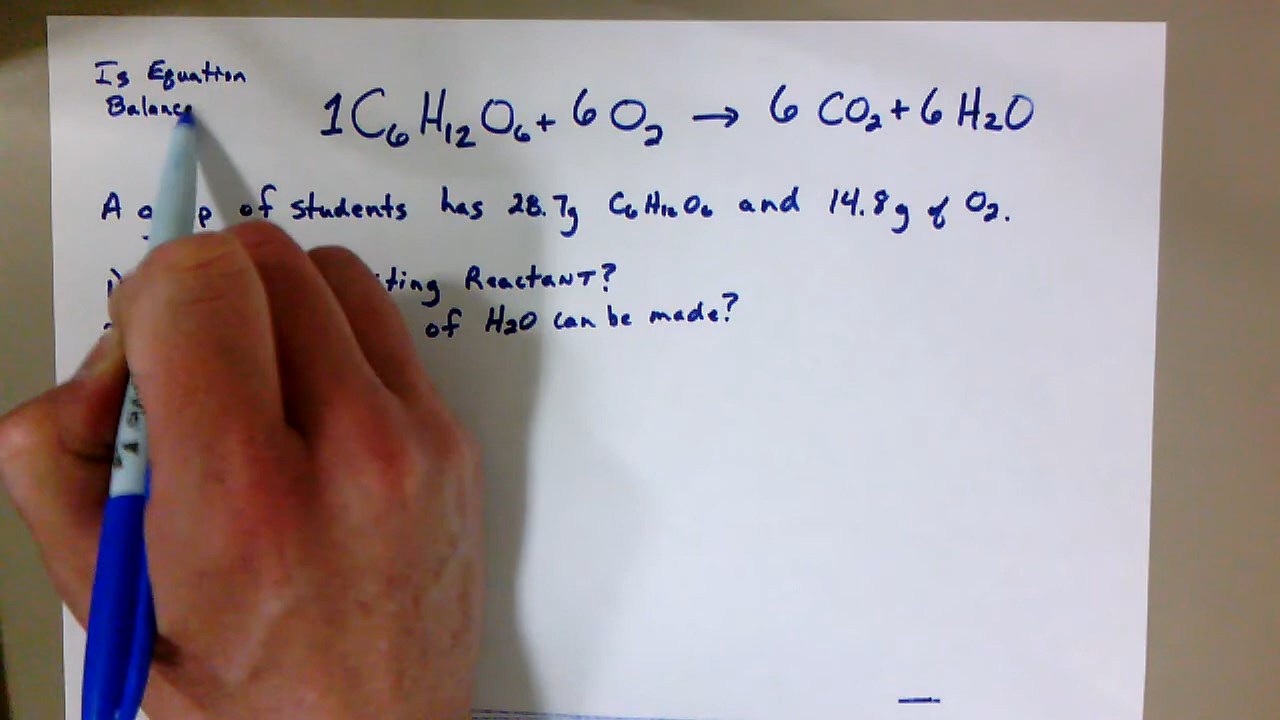 Is Equation
Balance
1C₆H₁₂O₆ + 6O₂ → 6CO₂ + 6H₂O
A of students has 28.7g C₆H₁₂O₆ and 14.8g of O₂.
Reactant?
of H₂O can be made?